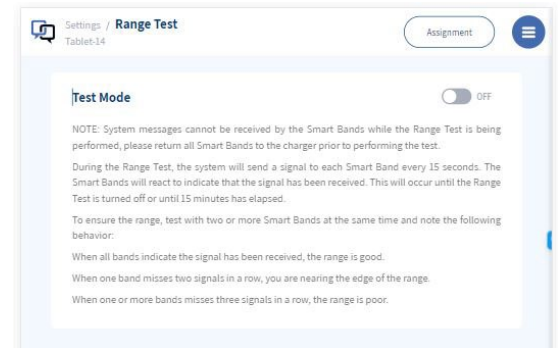 Settings / Range Test
Tablet-14
Assignment
Test Mode
OFF
NOTE: System messages cannot be received by the Smart Bands while the Range Test is being
performed, please return all Smart Bands to the charger prior to performing the test.
During the Range Test, the system will send a signal to each Smart Band every 15 seconds. The
Smart Bands will react to indicate that the signal has been received. This will occur until the Range
Test is turned off or until 15 minutes has elapsed.
To ensure the range, test with two or more Smart Bands at the same time and note the following
behavior:
When all bands indicate the signal has been received, the range is good.
When one band misses two signals in a row, you are nearing the edge of the range.
When one or more bands misses three signals in a row, the range is poor.